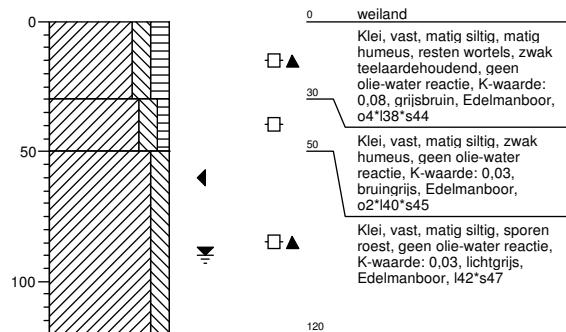 0
50
100
0
weiland
Klei, vast, matig siltig, matig
humeus, resten wortels, zwak
teelaardehoudend, geen
olie-water reactie, K-waarde:
0,08, grijsbruin, Edelmanboor,
o4*l38*s44
30
Klei, vast, matig siltig, zwak
humeus, geen olie-water
reactie, K-waarde: 0,03,
bruingrijs, Edelmanboor,
o2*l40*s45
50
Klei, vast, matig siltig, sporen
roest, geen olie-water reactie,
K-waarde: 0,03, lichtgrijs,
Edelmanboor, l42*s47
120